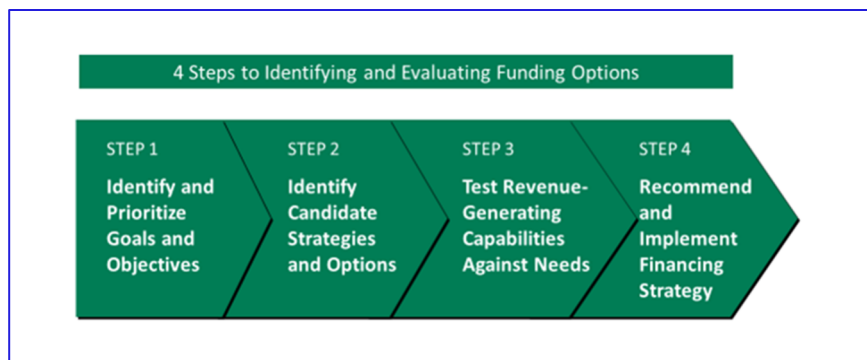 4 Steps to Identifying and Evaluating Funding Options
STEP 1
Identify and
Prioritize
Goals and
Objectives
STEP 2
Identify
Candidate
Strategies
and Options
STEP 3
Test Revenue-
Generating
Capabilities
Against Needs
STEP 4
Recommend
and
Implement
Financing
Strategy